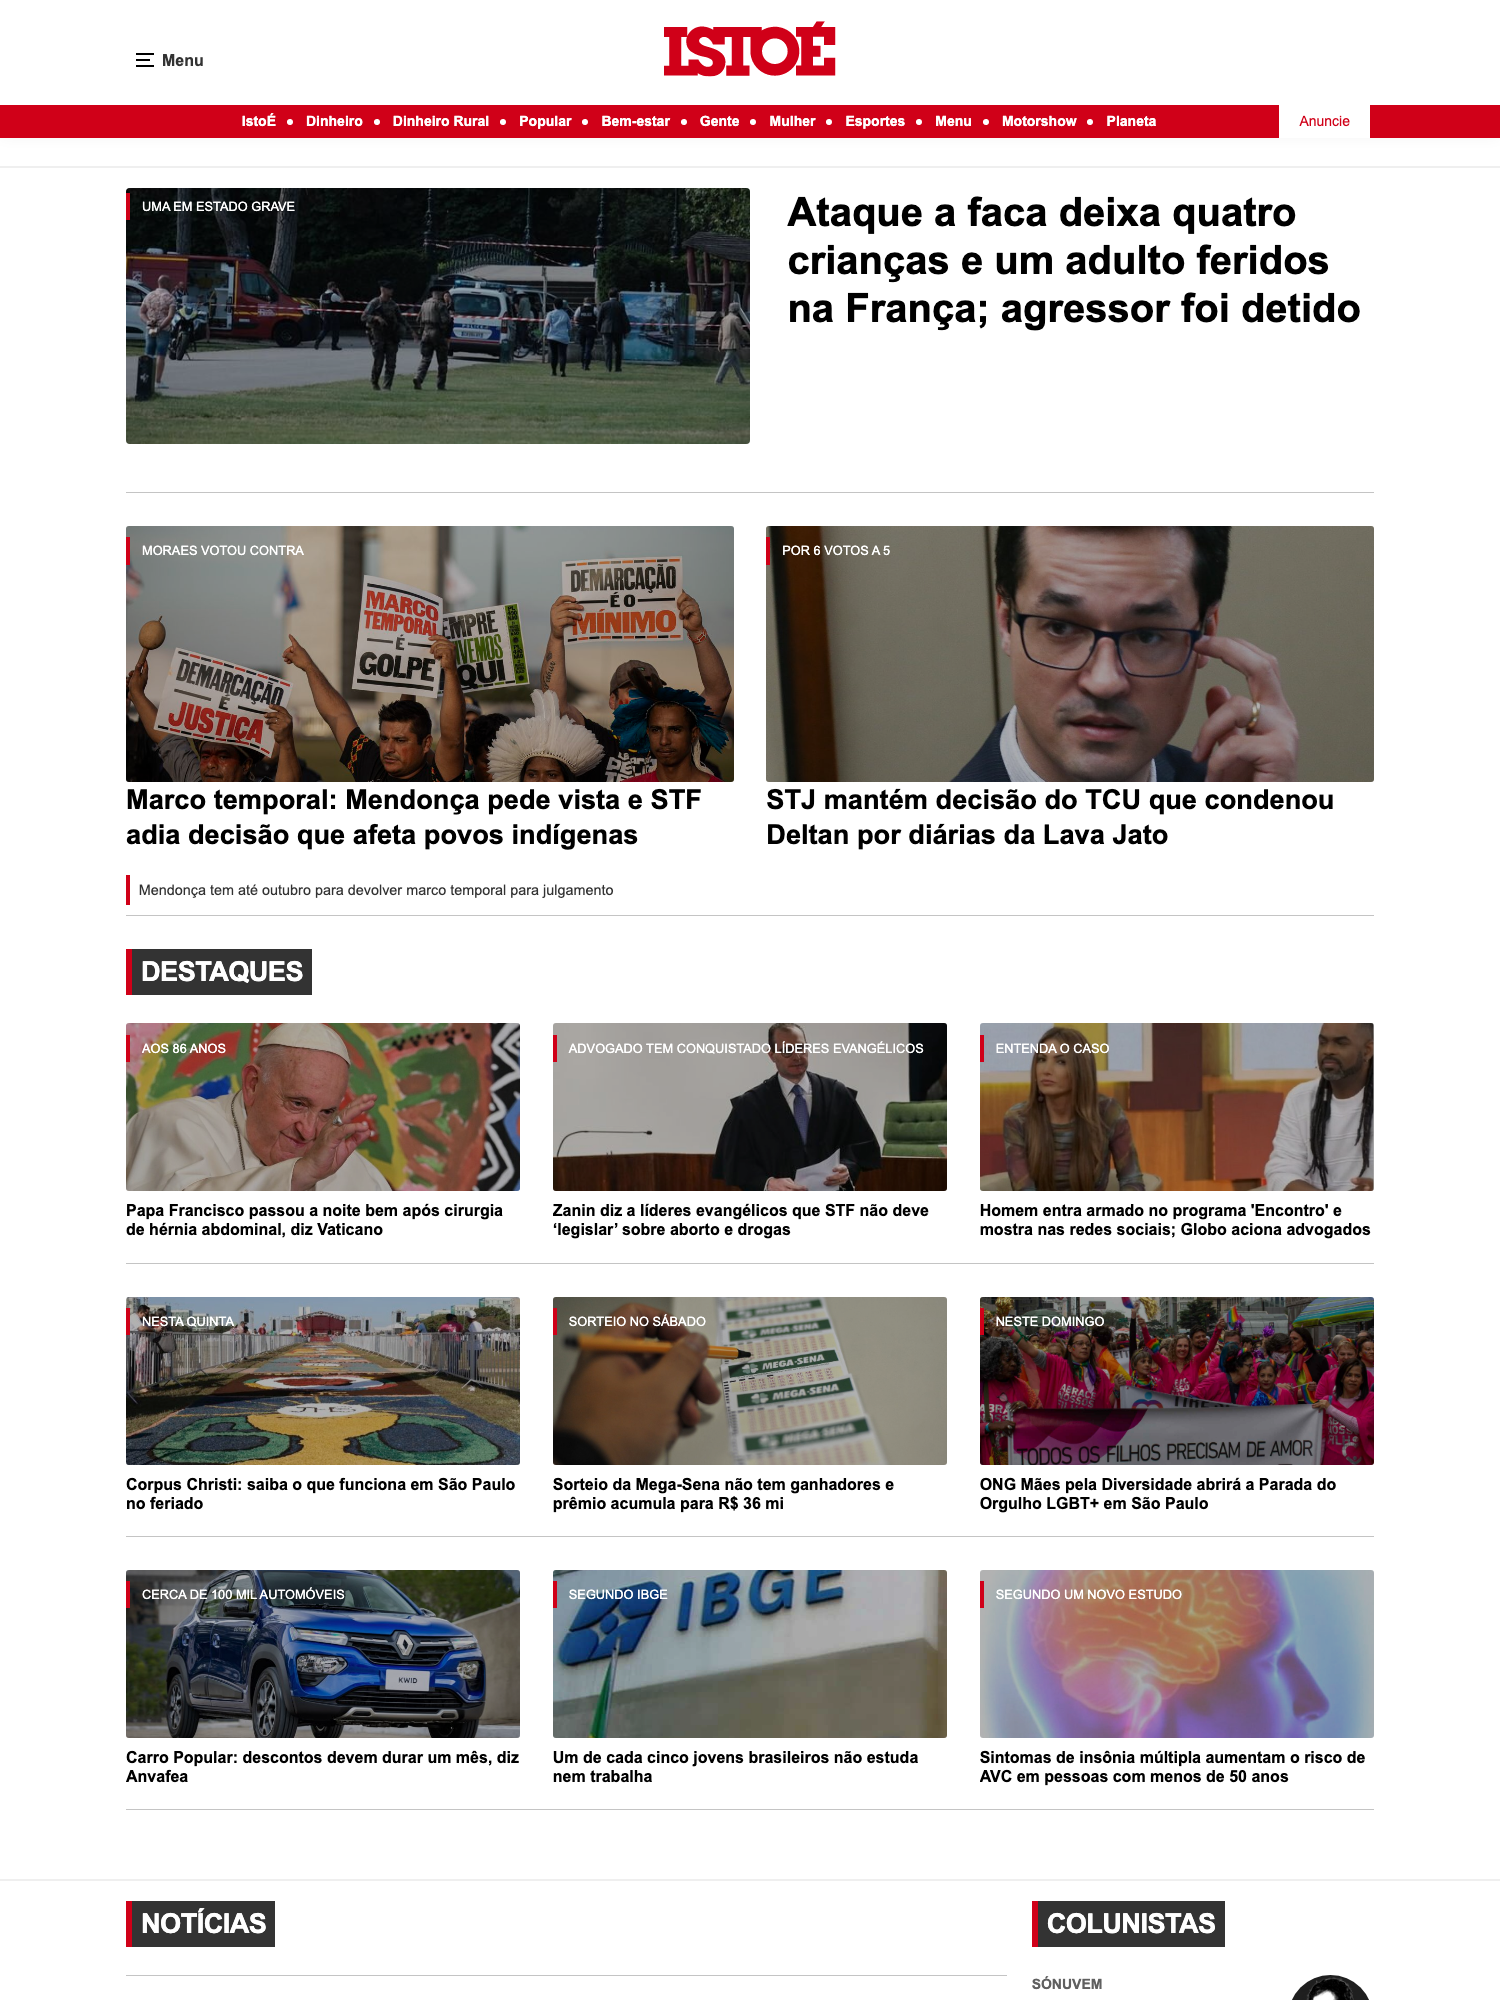 Menu
ISTOÉ
IstoÉ • Dinheiro • Dinheiro Rural • Popular • Bem-estar • Gente • Mulher • Esportes • Menu • Motorshow • Planeta
Anuncie
UMA EM ESTADO GRAVE
Ataque a faca deixa quatro
crianças e um adulto feridos
na França; agressor foi detido
MORAES VOTOU CONTRA
DEMARCAÇÃO
É
JUSTIÇA
MARCO
TEMPORAL
É
GOLPE
EMPRE
IVEMOS
QUI
DEMARCAÇÃO
É O
MÍNIMO
Marco temporal: Mendonça pede vista e STF
adia decisão que afeta povos indígenas
Mendonça tem até outubro para devolver marco temporal para julgamento
POR 6 VOTOS A 5
STJ mantém decisão do TCU que condenou
Deltan por diárias da Lava Jato
DESTAQUES
AOS 86 ANOS
Papa Francisco passou a noite bem após cirurgia
de hérnia abdominal, diz Vaticano
ADVOGADO TEM CONQUISTADO LÍDERES EVANGÉLICOS
Zanin diz a líderes evangélicos que STF não deve
‘legislar’ sobre aborto e drogas
ENTENDA O CASO
Homem entra armado no programa 'Encontro' e
mostra nas redes sociais; Globo aciona advogados
NESTA QUINTA
JHS
Corpus Christi: saiba o que funciona em São Paulo
no feriado
SORTEIO NO SÁBADO
MEGA-SENA
MEGA-SENA
Sorteio da Mega-Sena não tem ganhadores e
prêmio acumula para R$ 36 mi
NESTE DOMINGO
TODOS OS FILHOS PRECISAM DE AMOR
ONG Mães pela Diversidade abrirá a Parada do
Orgulho LGBT+ em São Paulo
CERCA DE 100 MIL AUTOMÓVEIS
KWID
Carro Popular: descontos devem durar um mês, diz
Anvafea
SEGUNDO IBGE
IBGE
Um de cada cinco jovens brasileiros não estuda
nem trabalha
SEGUNDO UM NOVO ESTUDO
Sintomas de insônia múltipla aumentam o risco de
AVC em pessoas com menos de 50 anos
NOTÍCIAS
COLUNISTAS
SÓNUVEM